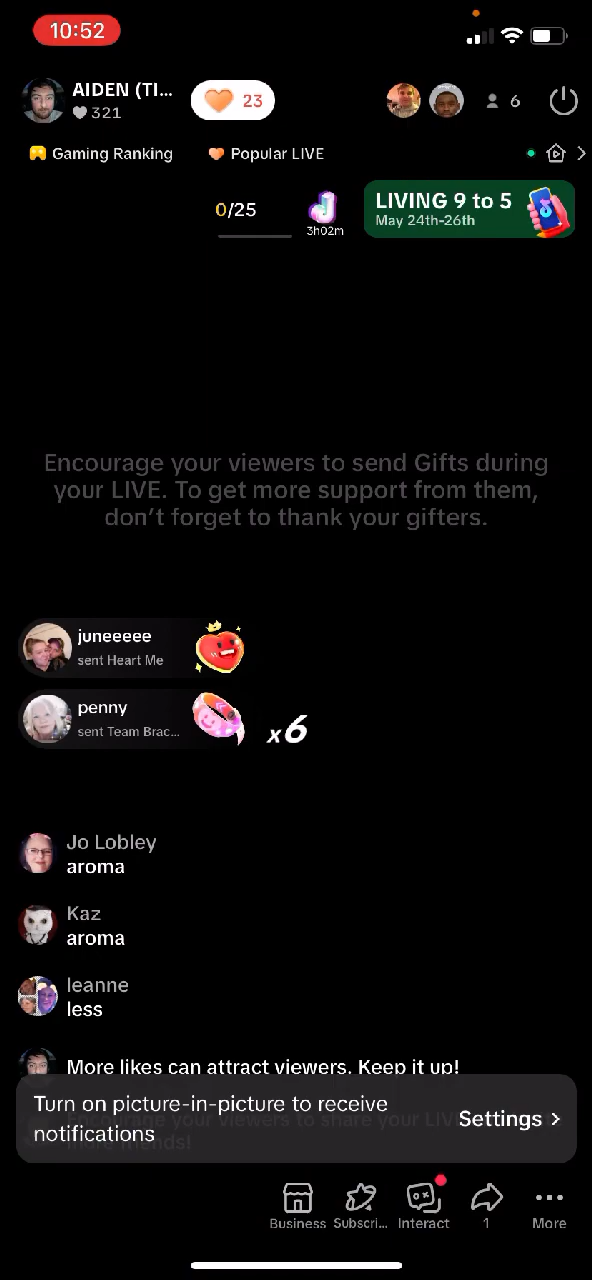 10:52
AIDEN (TI...
321
23
6
Gaming Ranking
Popular LIVE
0/25
3h02m
LIVING 9 to 5
May 24th-26th
Encourage your viewers to send Gifts during
your LIVE. To get more support from them,
don't forget to thank your gifters.
juneeeee
sent Heart Me
penny
sent Team Brac...
x6
Jo Lobley
aroma
Kaz
aroma
leanne
less
More likes can attract viewers. Keep it up!
Turn on picture-in-picture to receive
notifications
Settings >
Business
Subscri...
Interact
1
More